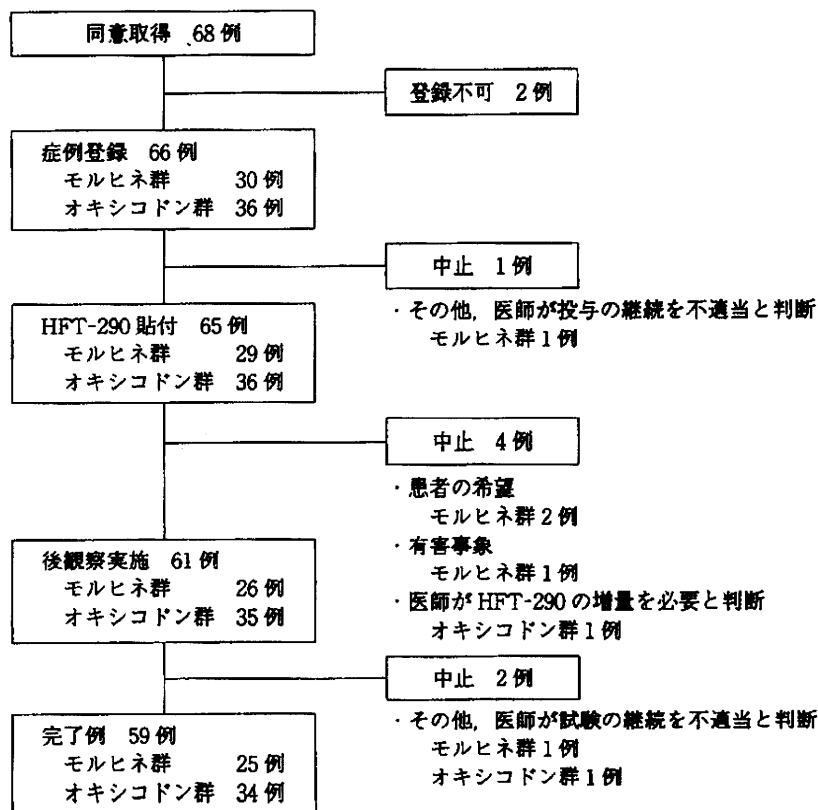 同意取得 68例
登録不可 2例
症例登録 66例
モルヒネ群 30例
オキシコドン群 36例
中止 1例
・その他，医師が投与の継続を不適当と判断
モルヒネ群1例
HFT-290貼付 65例
モルヒネ群 29例
オキシコドン群 36例
中止 4例
・患者の希望
モルヒネ群2例
・有害事象
モルヒネ群1例
・医師がHFT-290の増量を必要と判断
オキシコドン群1例
後観察実施 61例
モルヒネ群 26例
オキシコドン群 35例
中止 2例
・その他，医師が試験の継続を不適当と判断
モルヒネ群1例
オキシコドン群1例
完了例 59例
モルヒネ群 25例
オキシコドン群 34例